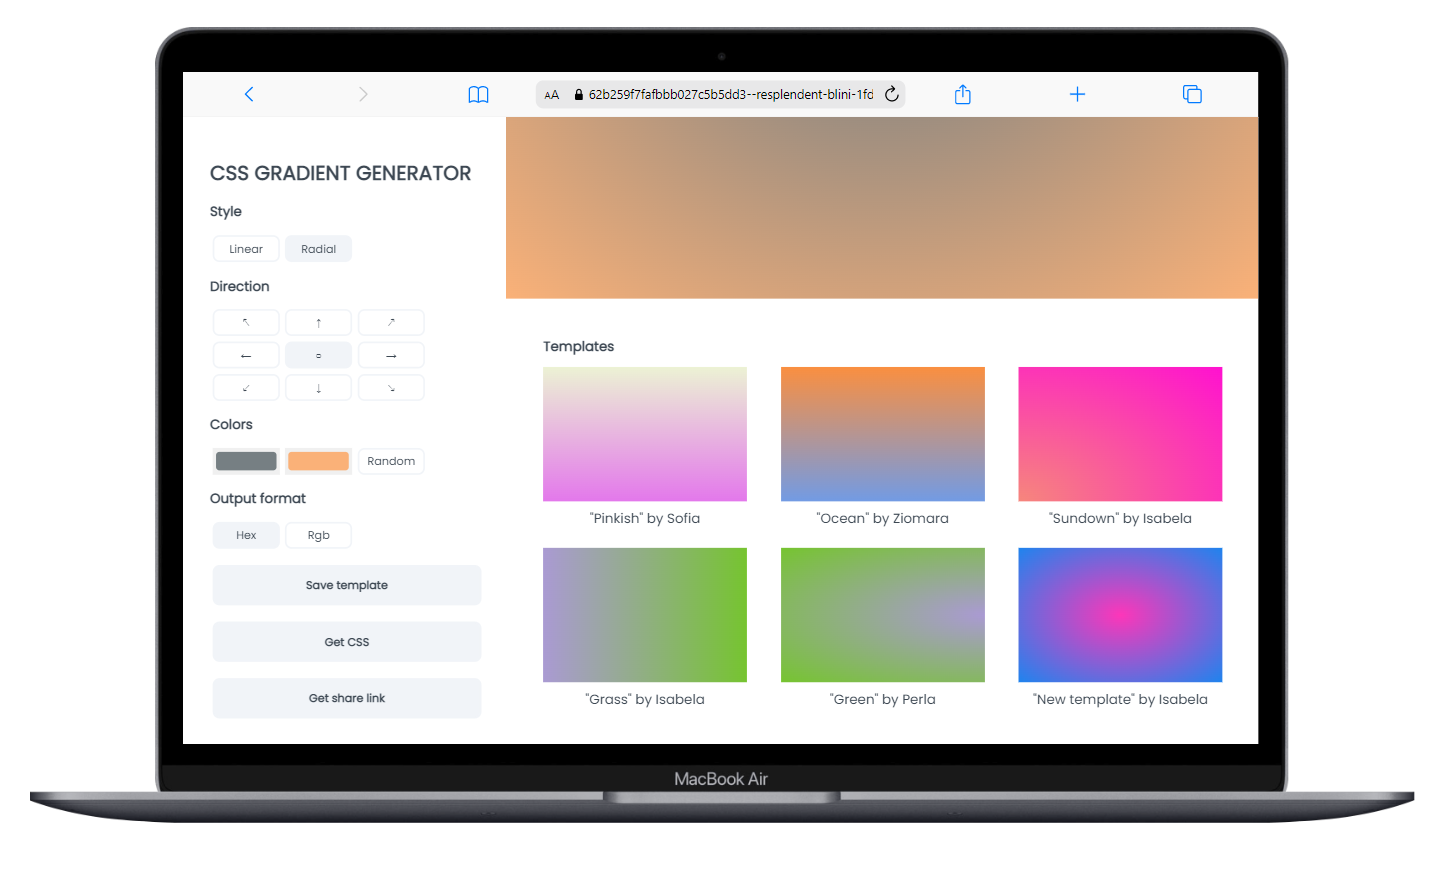 AA 62b259f7fafbbb027c5b5dd3--resplendent-blini-1fd
CSS GRADIENT GENERATOR
Style
Linear Radial
Direction
↖ ↑ ↗
← ▫ →
↙ ↓ ↘
Colors
Random
Output format
Hex Rgb
Save template
Get CSS
Get share link
Templates
"Pinkish" by Sofia "Ocean" by Ziomara "Sundown" by Isabela
"Grass" by Isabela "Green" by Perla "New template" by Isabela
MacBook Air